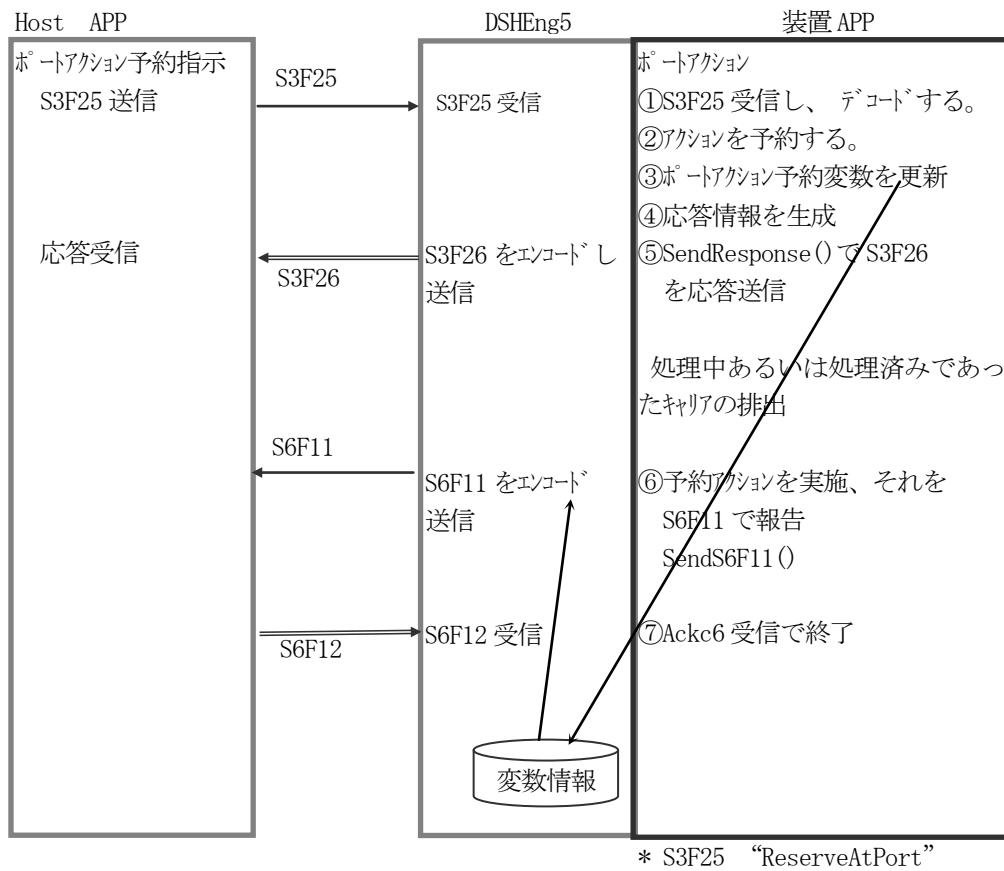 Host　APP
DSHEng5
装置 APP
ﾎﾟｰﾄｱｸｼｮﾝ予約指示
S3F25 送信
S3F25
S3F25 受信
ﾎﾟｰﾄｱｸｼｮﾝ
①S3F25 受信し、 ﾃﾞｺｰﾄﾞする。
②ｱｸｼｮﾝを予約する。
③ﾎﾟｰﾄｱｸｼｮﾝ予約変数を更新
④応答情報を生成
応答受信
S3F26
S3F26 をｴﾝｺｰﾄﾞし
送信
⑤SendResponse()で S3F26
を応答送信
処理中あるいは処理済みであっ
たｷｬﾘｱの排出
S6F11
S6F11 をｴﾝｺｰﾄﾞ
送信
⑥予約ｱｸｼｮﾝを実施、それを
S6F11 で報告
SendS6F11()
S6F12
S6F12 受信
⑦Ackc6 受信で終了
変数情報
* S3F25　“ReserveAtPort”